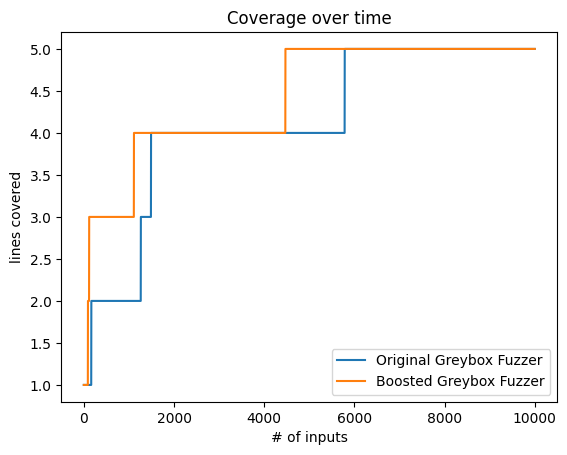 Coverage over time
lines covered
5.0
4.5
4.0
3.5
3.0
2.5
2.0
1.5
1.0
Original Greybox Fuzzer
Boosted Greybox Fuzzer
0 2000 4000 6000 8000 10000
# of inputs